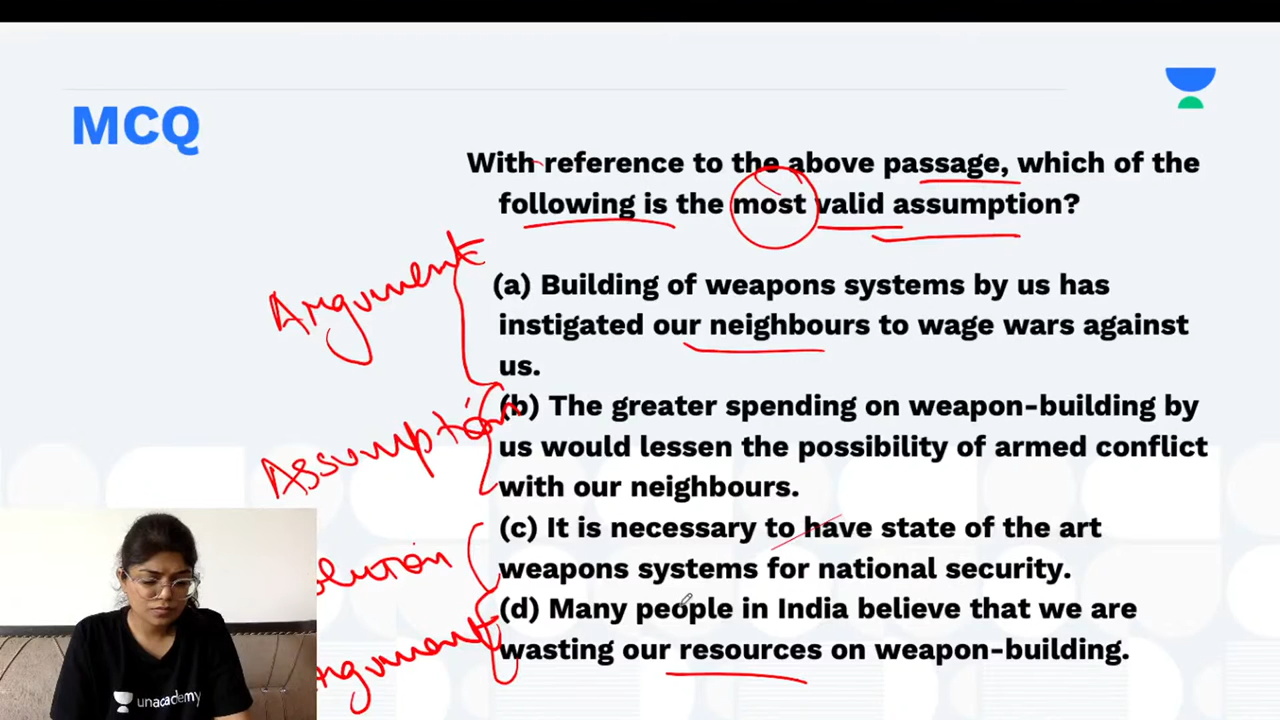 MCQ
With reference to the above passage, which of the
following is the most valid assumption?
Argument
(a) Building of weapons systems by us has
instigated our neighbours to wage wars against
us.
Assumption
(b) The greater spending on weapon-building by
us would lessen the possibility of armed conflict
with our neighbours.
olution
(c) It is necessary to have state of the art
weapons systems for national security.
rgument
(d) Many people in India believe that we are
wasting our resources on weapon-building.
unacademy